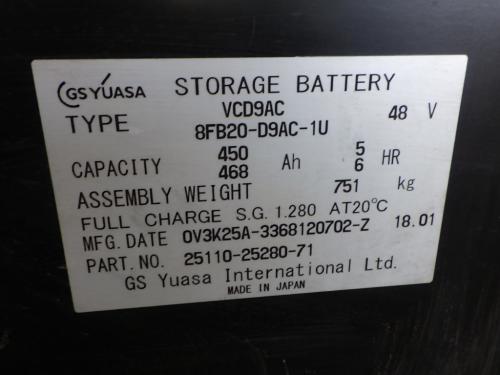 GS YUASA STORAGE BATTERY
TYPE VCD9AC 48 V
8FB20-D9AC-1U
CAPACITY 450 Ah 5 HR
468 6
ASSEMBLY WEIGHT 751 kg
FULL CHARGE S.G. 1.280 AT20℃
MFG. DATE 0V3K25A-3368120702-Z 18.01
PART. NO. 25110-25280-71
GS Yuasa International Ltd.
MADE IN JAPAN